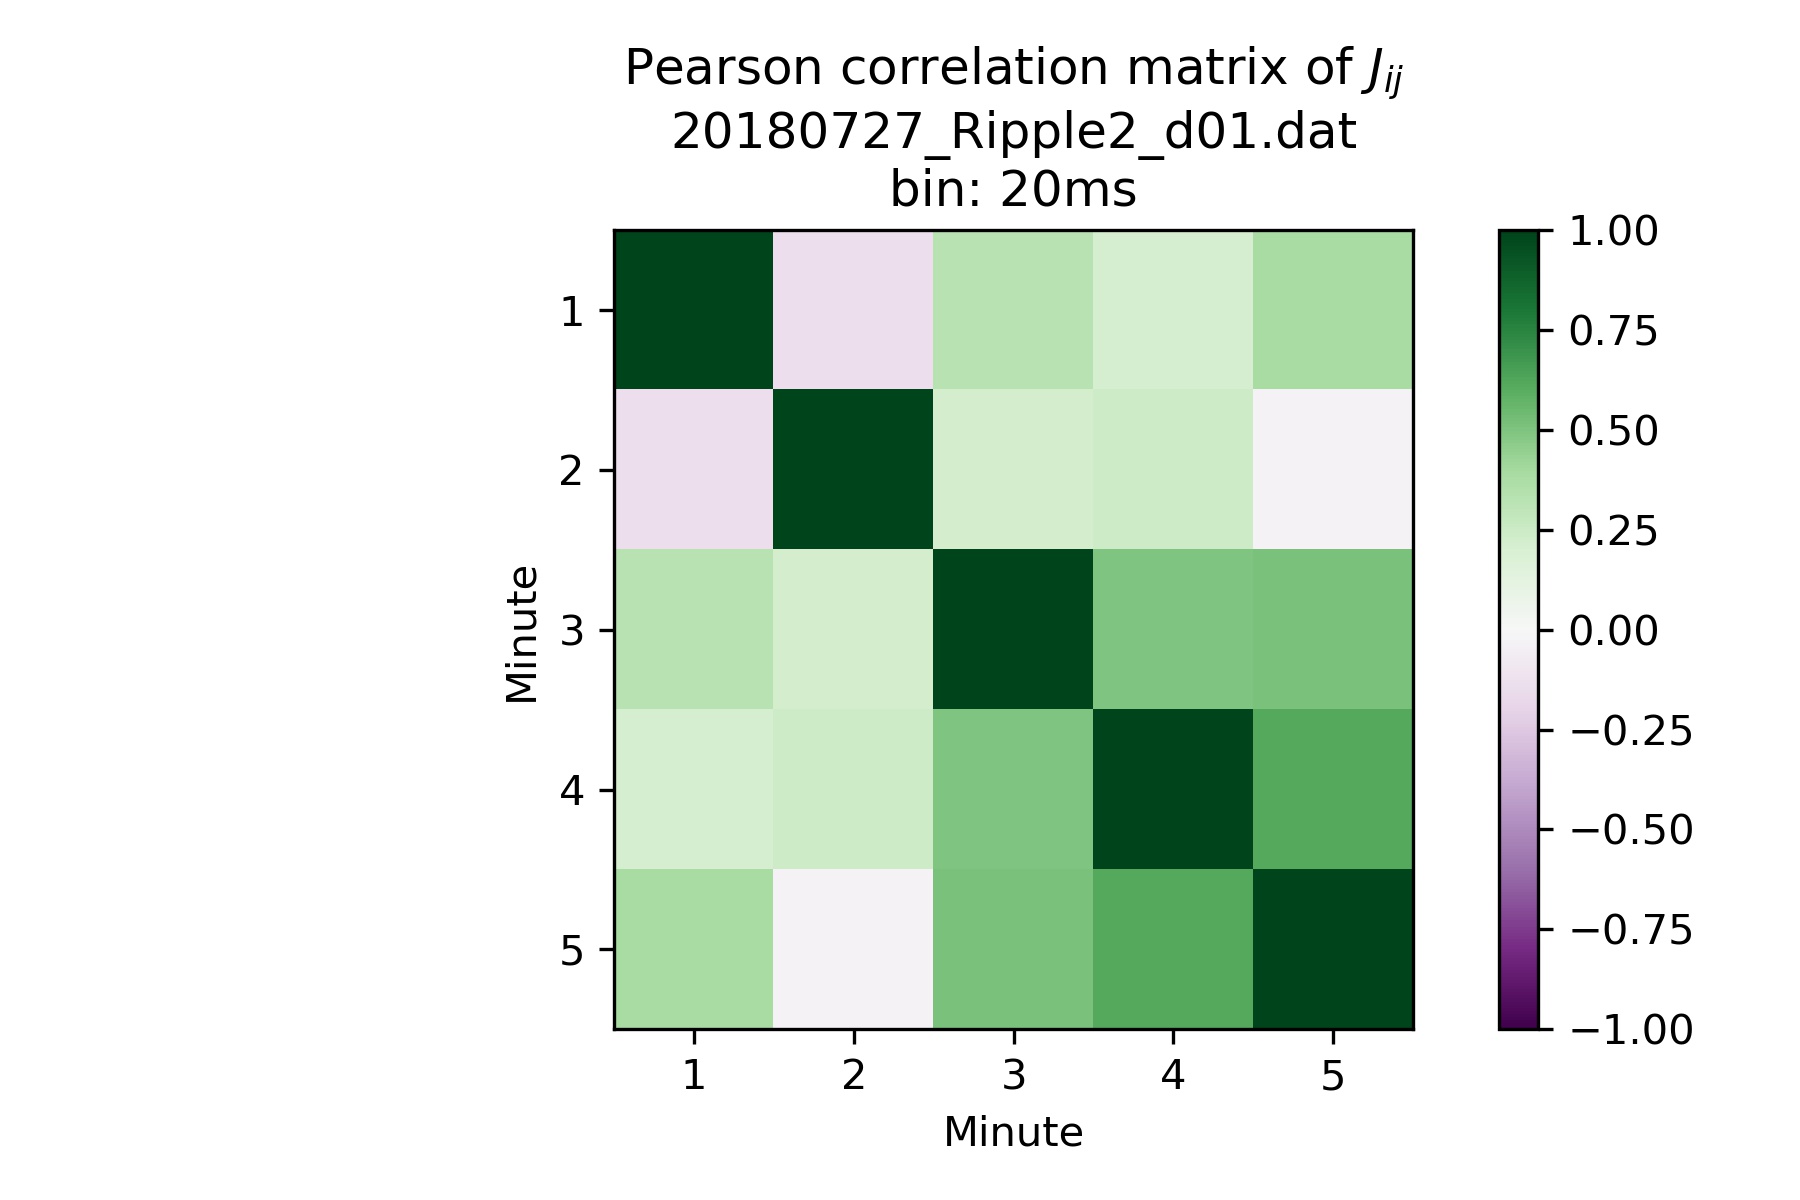 Pearson correlation matrix of J_ij
20180727_Ripple2_d01.dat
bin: 20ms
1
2
3
4
5
Minute
1 2 3 4 5
Minute
1.00
0.75
0.50
0.25
0.00
−0.25
−0.50
−0.75
−1.00